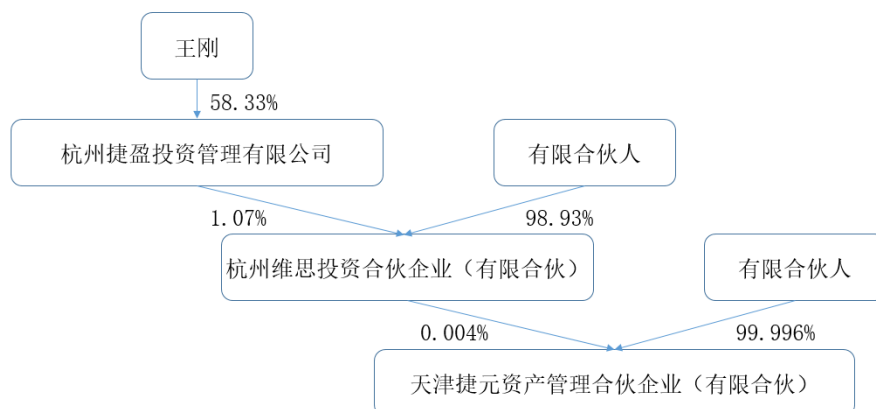 王刚
58.33%
杭州捷盈投资管理有限公司
有限合伙人
1.07%
98.93%
杭州维思投资合伙企业（有限合伙）
有限合伙人
0.004%
99.996%
天津捷元资产管理合伙企业（有限合伙）